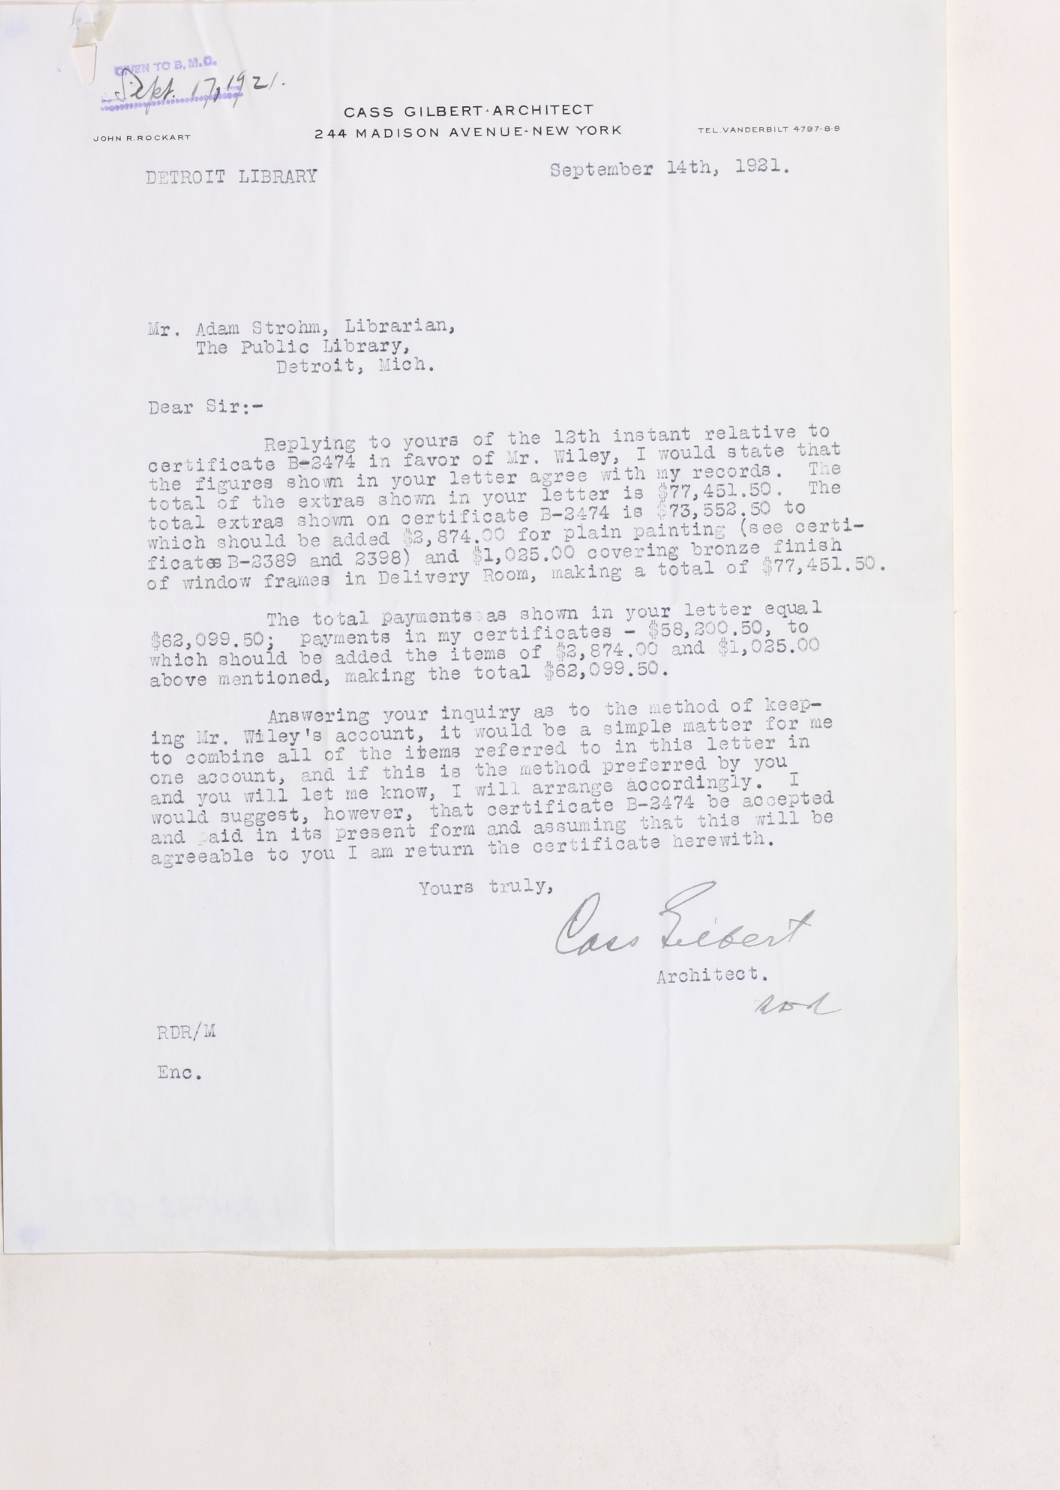 GIVEN TO B.M.C.
Sept. 17, 1921.
CASS GILBERT·ARCHITECT
244 MADISON AVENUE·NEW YORK
JOHN R. ROCKART
TEL. VANDERBILT 4797-8-9
DETROIT LIBRARY
September 14th, 1921.
Mr. Adam Strohm, Librarian,
The Public Library,
Detroit, Mich.
Dear Sir:-
Replying to yours of the 12th instant relative to
certificate B-2474 in favor of Mr. Wiley, I would state that
the figures shown in your letter agree with my records. The
total of the extras shown in your letter is $77,451.50. The
total extras shown on certificate B-2474 is $73,552.50 to
which should be added $2,874.00 for plain painting (see certi-
ficates B-2389 and 2398) and $1,025.00 covering bronze finish
of window frames in Delivery Room, making a total of $77,451.50.
The total payments as shown in your letter equal
$62,099.50; payments in my certificates - $58,200.50, to
which should be added the items of $2,874.00 and $1,025.00
above mentioned, making the total $62,099.50.
Answering your inquiry as to the method of keep-
ing Mr. Wiley's account, it would be a simple matter for me
to combine all of the items referred to in this letter in
one account, and if this is the method preferred by you
and you will let me know, I will arrange accordingly. I
would suggest, however, that certificate B-2474 be accepted
and paid in its present form and assuming that this will be
agreeable to you I am return the certificate herewith.
Yours truly,
Cass Gilbert
Architect.
RDR/M
Enc.